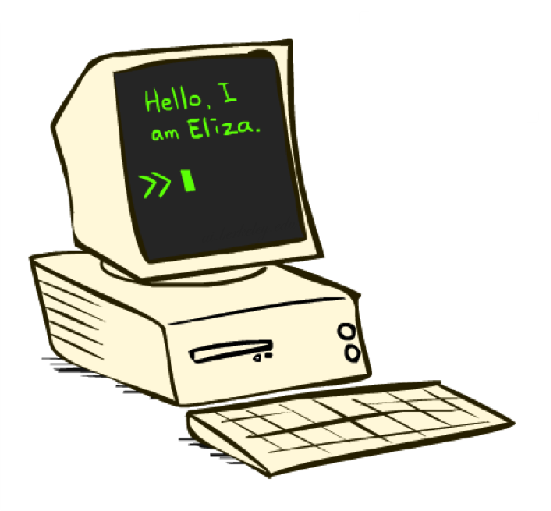 Hello, I
am Eliza.
>>